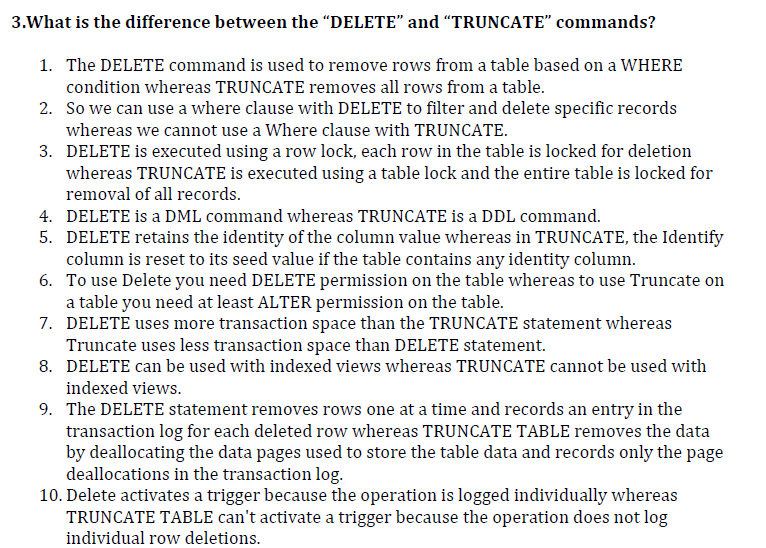 3.What is the difference between the “DELETE” and “TRUNCATE” commands?
1. The DELETE command is used to remove rows from a table based on a WHERE
condition whereas TRUNCATE removes all rows from a table.
2. So we can use a where clause with DELETE to filter and delete specific records
whereas we cannot use a Where clause with TRUNCATE.
3. DELETE is executed using a row lock, each row in the table is locked for deletion
whereas TRUNCATE is executed using a table lock and the entire table is locked for
removal of all records.
4. DELETE is a DML command whereas TRUNCATE is a DDL command.
5. DELETE retains the identity of the column value whereas in TRUNCATE, the Identify
column is reset to its seed value if the table contains any identity column.
6. To use Delete you need DELETE permission on the table whereas to use Truncate on
a table you need at least ALTER permission on the table.
7. DELETE uses more transaction space than the TRUNCATE statement whereas
Truncate uses less transaction space than DELETE statement.
8. DELETE can be used with indexed views whereas TRUNCATE cannot be used with
indexed views.
9. The DELETE statement removes rows one at a time and records an entry in the
transaction log for each deleted row whereas TRUNCATE TABLE removes the data
by deallocating the data pages used to store the table data and records only the page
deallocations in the transaction log.
10. Delete activates a trigger because the operation is logged individually whereas
TRUNCATE TABLE can't activate a trigger because the operation does not log
individual row deletions.